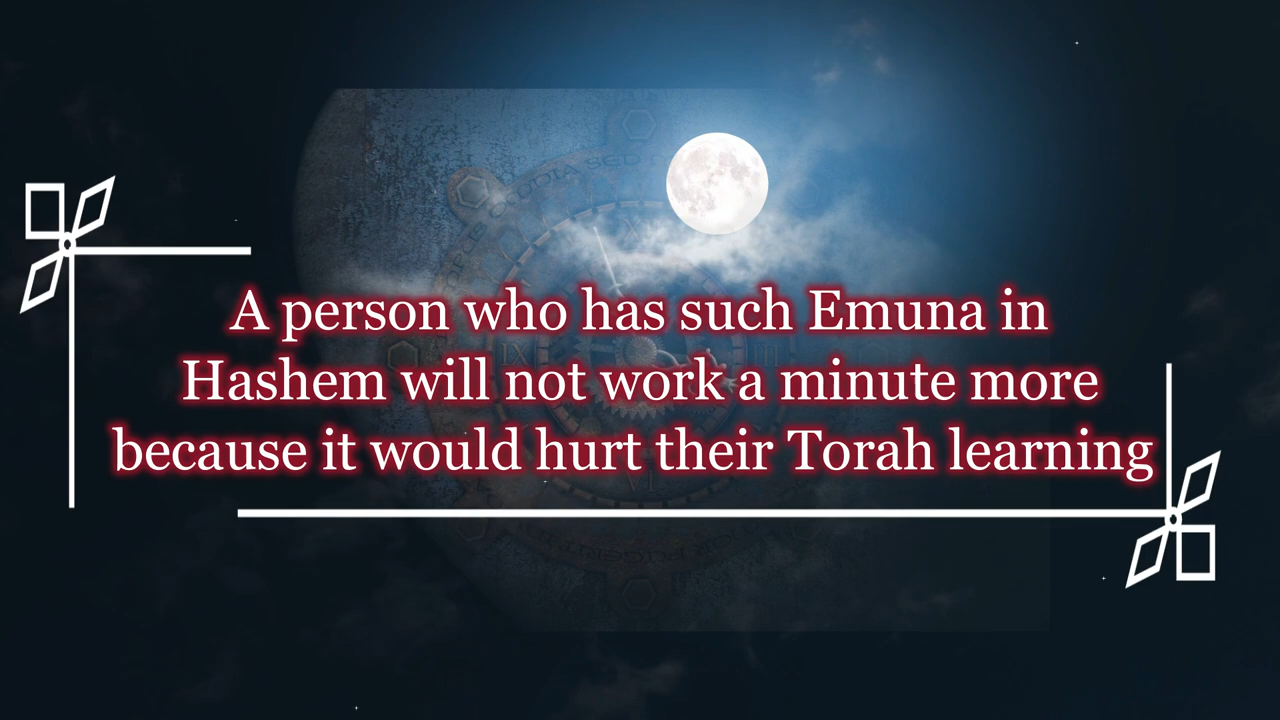 A person who has such Emuna in
Hashem will not work a minute more
because it would hurt their Torah learning